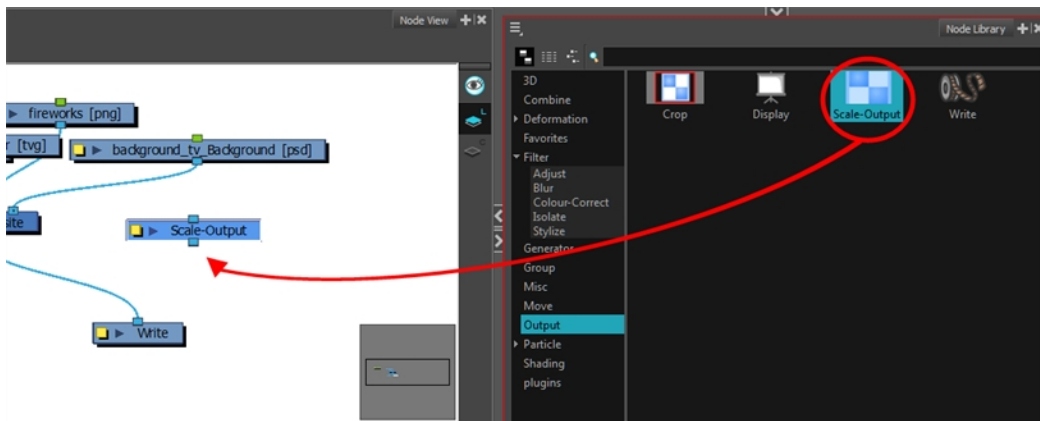 Node View
fireworks [png]
[tvg]
background_tv_Background [psd]
Scale-Output
Write
Node Library
3D
Combine
Deformation
Favorites
Filter
Adjust
Blur
Colour-Correct
Isolate
Stylize
Generator
Group
Misc
Move
Output
Particle
Shading
plugins
Crop
Display
Scale-Output
Write